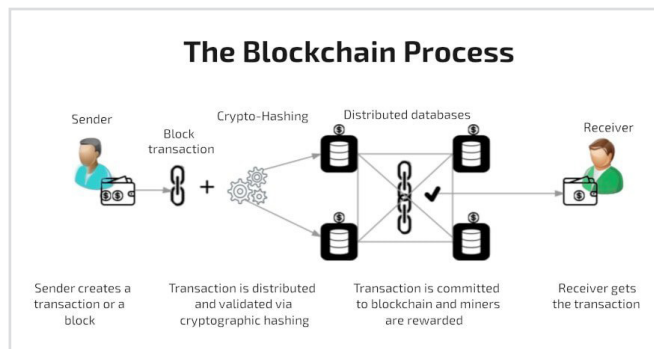 The Blockchain Process
Sender
Block
transaction
Crypto-Hashing
Distributed databases
Receiver
Sender creates a
transaction or a
block
Transaction is distributed
and validated via
cryptographic hashing
Transaction is committed
to blockchain and miners
are rewarded
Receiver gets
the transaction